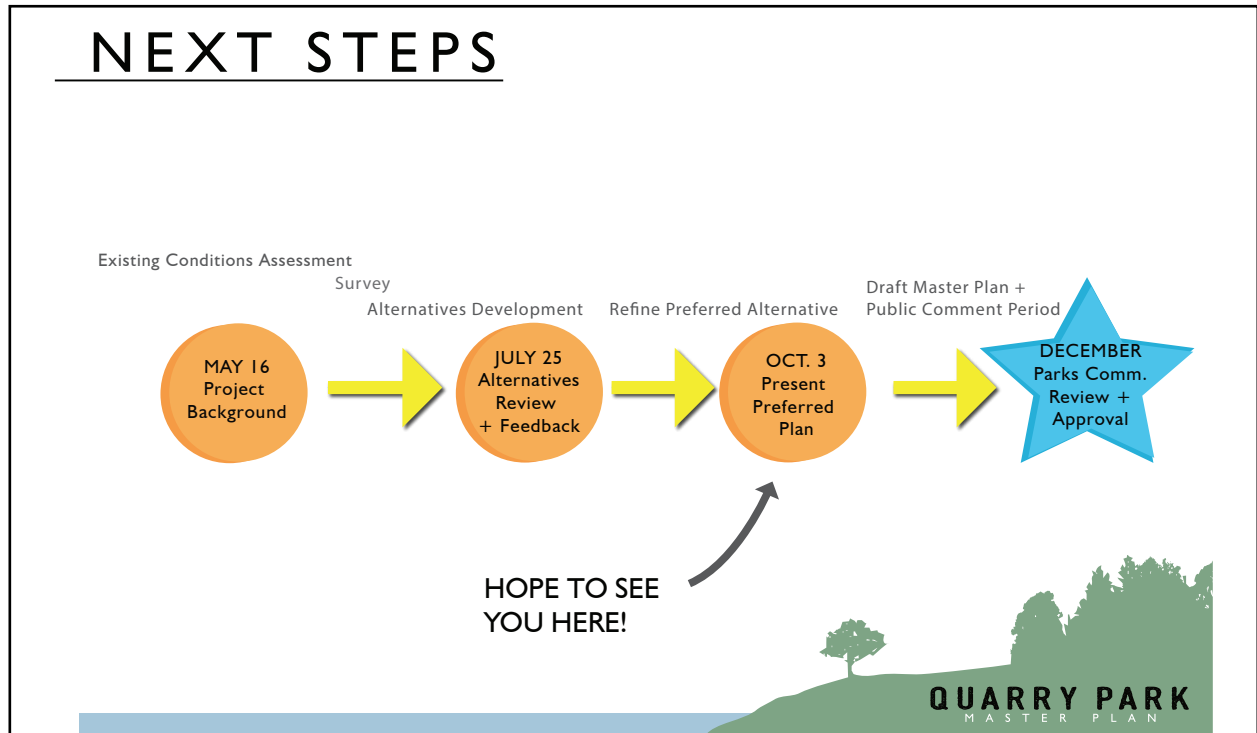 NEXT STEPS
Existing Conditions Assessment
Survey
Alternatives Development
Refine Preferred Alternative
Draft Master Plan +
Public Comment Period
MAY 16
Project
Background
JULY 25
Alternatives
Review
+ Feedback
OCT. 3
Present
Preferred
Plan
DECEMBER
Parks Comm.
Review +
Approval
HOPE TO SEE
YOU HERE!
QUARRY PARK
MASTER PLAN